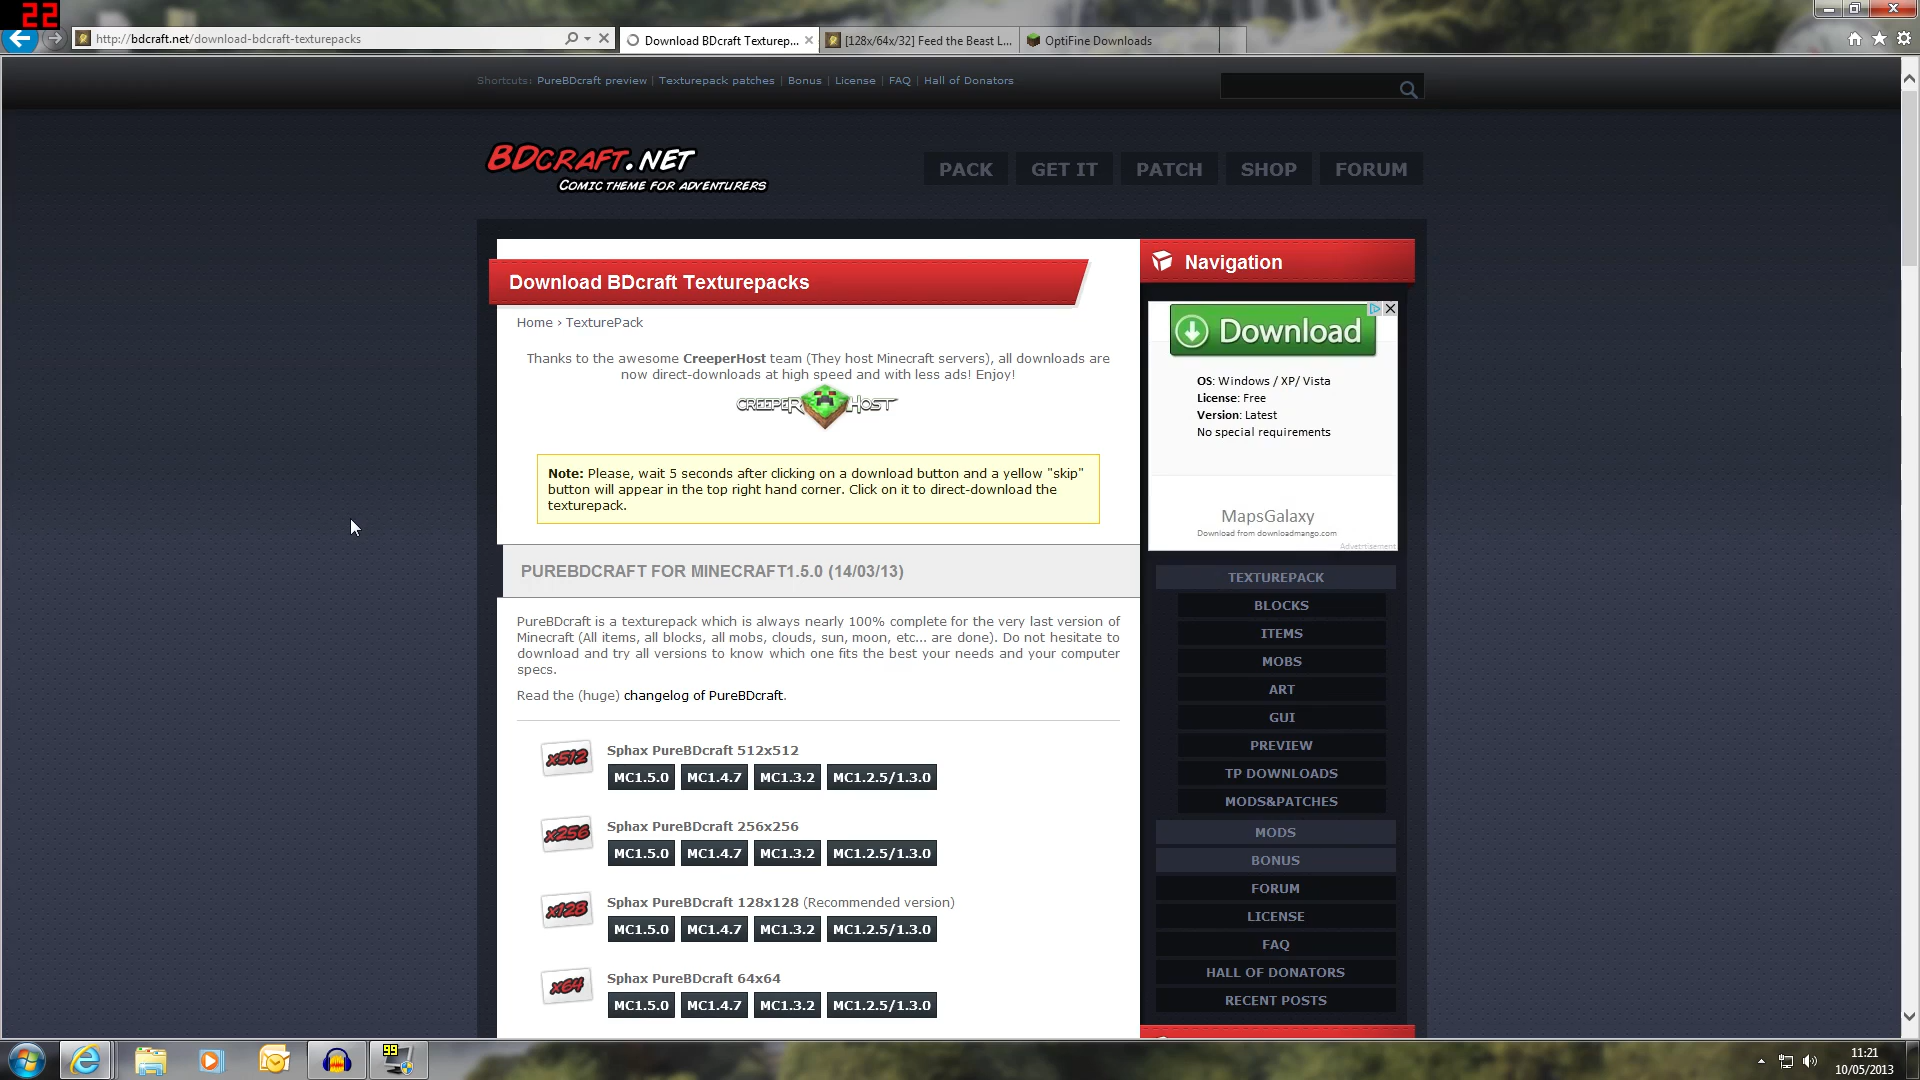 22
http://bdcraft.net/download-bdcraft-texturepacks
Download BDcraft Texturep...
[128x/64x/32] Feed the Beast L...
OptiFine Downloads
Shortcuts: PureBDcraft preview | Texturepack patches | Bonus | License | FAQ | Hall of Donators
BDCRAFT.NET
COMIC THEME FOR ADVENTURERS
PACK
GET IT
PATCH
SHOP
FORUM
Download BDcraft Texturepacks
Home › TexturePack
Thanks to the awesome CreeperHost team (They host Minecraft servers), all downloads are
now direct-downloads at high speed and with less ads! Enjoy!
CREEPER HOST
Note: Please, wait 5 seconds after clicking on a download button and a yellow "skip"
button will appear in the top right hand corner. Click on it to direct-download the
texturepack.
PUREBDCRAFT FOR MINECRAFT1.5.0 (14/03/13)
PureBDcraft is a texturepack which is always nearly 100% complete for the very last version of
Minecraft (All items, all blocks, all mobs, clouds, sun, moon, etc... are done). Do not hesitate to
download and try all versions to know which one fits the best your needs and your computer
specs.
Read the (huge) changelog of PureBDcraft.
x512
Sphax PureBDcraft 512x512
MC1.5.0 MC1.4.7 MC1.3.2 MC1.2.5/1.3.0
x256
Sphax PureBDcraft 256x256
MC1.5.0 MC1.4.7 MC1.3.2 MC1.2.5/1.3.0
x128
Sphax PureBDcraft 128x128 (Recommended version)
MC1.5.0 MC1.4.7 MC1.3.2 MC1.2.5/1.3.0
x64
Sphax PureBDcraft 64x64
MC1.5.0 MC1.4.7 MC1.3.2 MC1.2.5/1.3.0
Navigation
Download
OS: Windows / XP/ Vista
License: Free
Version: Latest
No special requirements
MapsGalaxy
Download from downloadmango.com
Advertisement
TEXTUREPACK
BLOCKS
ITEMS
MOBS
ART
GUI
PREVIEW
TP DOWNLOADS
MODS&PATCHES
MODS
BONUS
FORUM
LICENSE
FAQ
HALL OF DONATORS
RECENT POSTS
99
11:21
10/05/2013